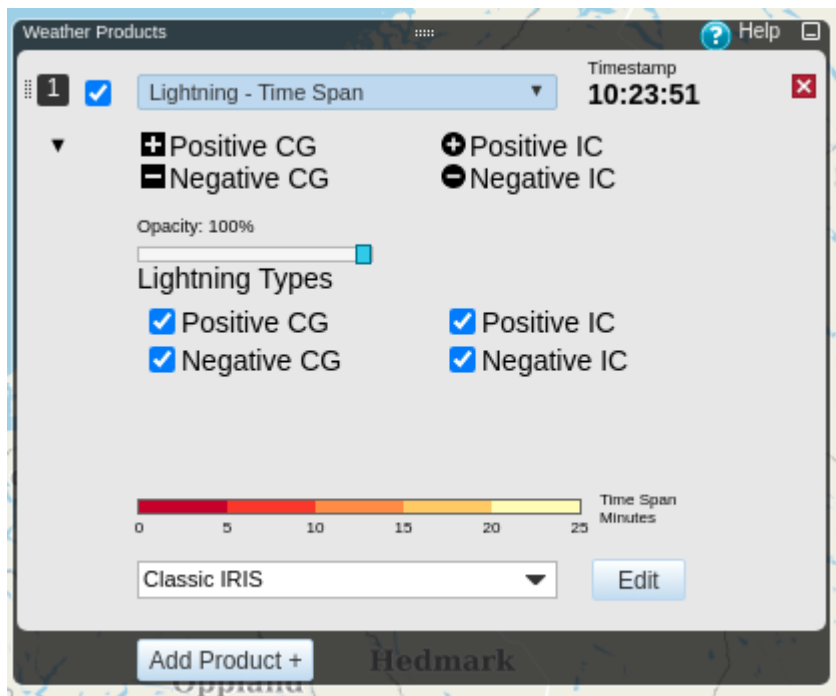 Weather Products
Help
1
Lightning - Time Span
Timestamp
10:23:51
Positive CG
Positive IC
Negative CG
Negative IC
Opacity: 100%
Lightning Types
Positive CG
Positive IC
Negative CG
Negative IC
0 5 10 15 20 25
Time Span
Minutes
Classic IRIS
Edit
Add Product +
Hedmark
Oppland